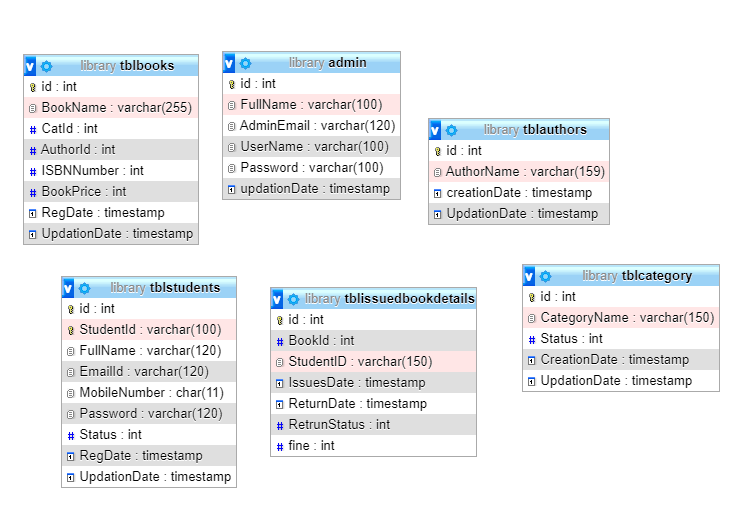 library tblbooks
id : int
BookName : varchar(255)
CatId : int
AuthorId : int
ISBNNumber : int
BookPrice : int
RegDate : timestamp
UpdationDate : timestamp
library admin
id : int
FullName : varchar(100)
AdminEmail : varchar(120)
UserName : varchar(100)
Password : varchar(100)
updationDate : timestamp
library tblauthors
id : int
AuthorName : varchar(159)
creationDate : timestamp
UpdationDate : timestamp
library tblstudents
id : int
StudentId : varchar(100)
FullName : varchar(120)
EmailId : varchar(120)
MobileNumber : char(11)
Password : varchar(120)
Status : int
RegDate : timestamp
UpdationDate : timestamp
library tblissuedbookdetails
id : int
BookId : int
StudentID : varchar(150)
IssuesDate : timestamp
ReturnDate : timestamp
RetrunStatus : int
fine : int
library tblcategory
id : int
CategoryName : varchar(150)
Status : int
CreationDate : timestamp
UpdationDate : timestamp